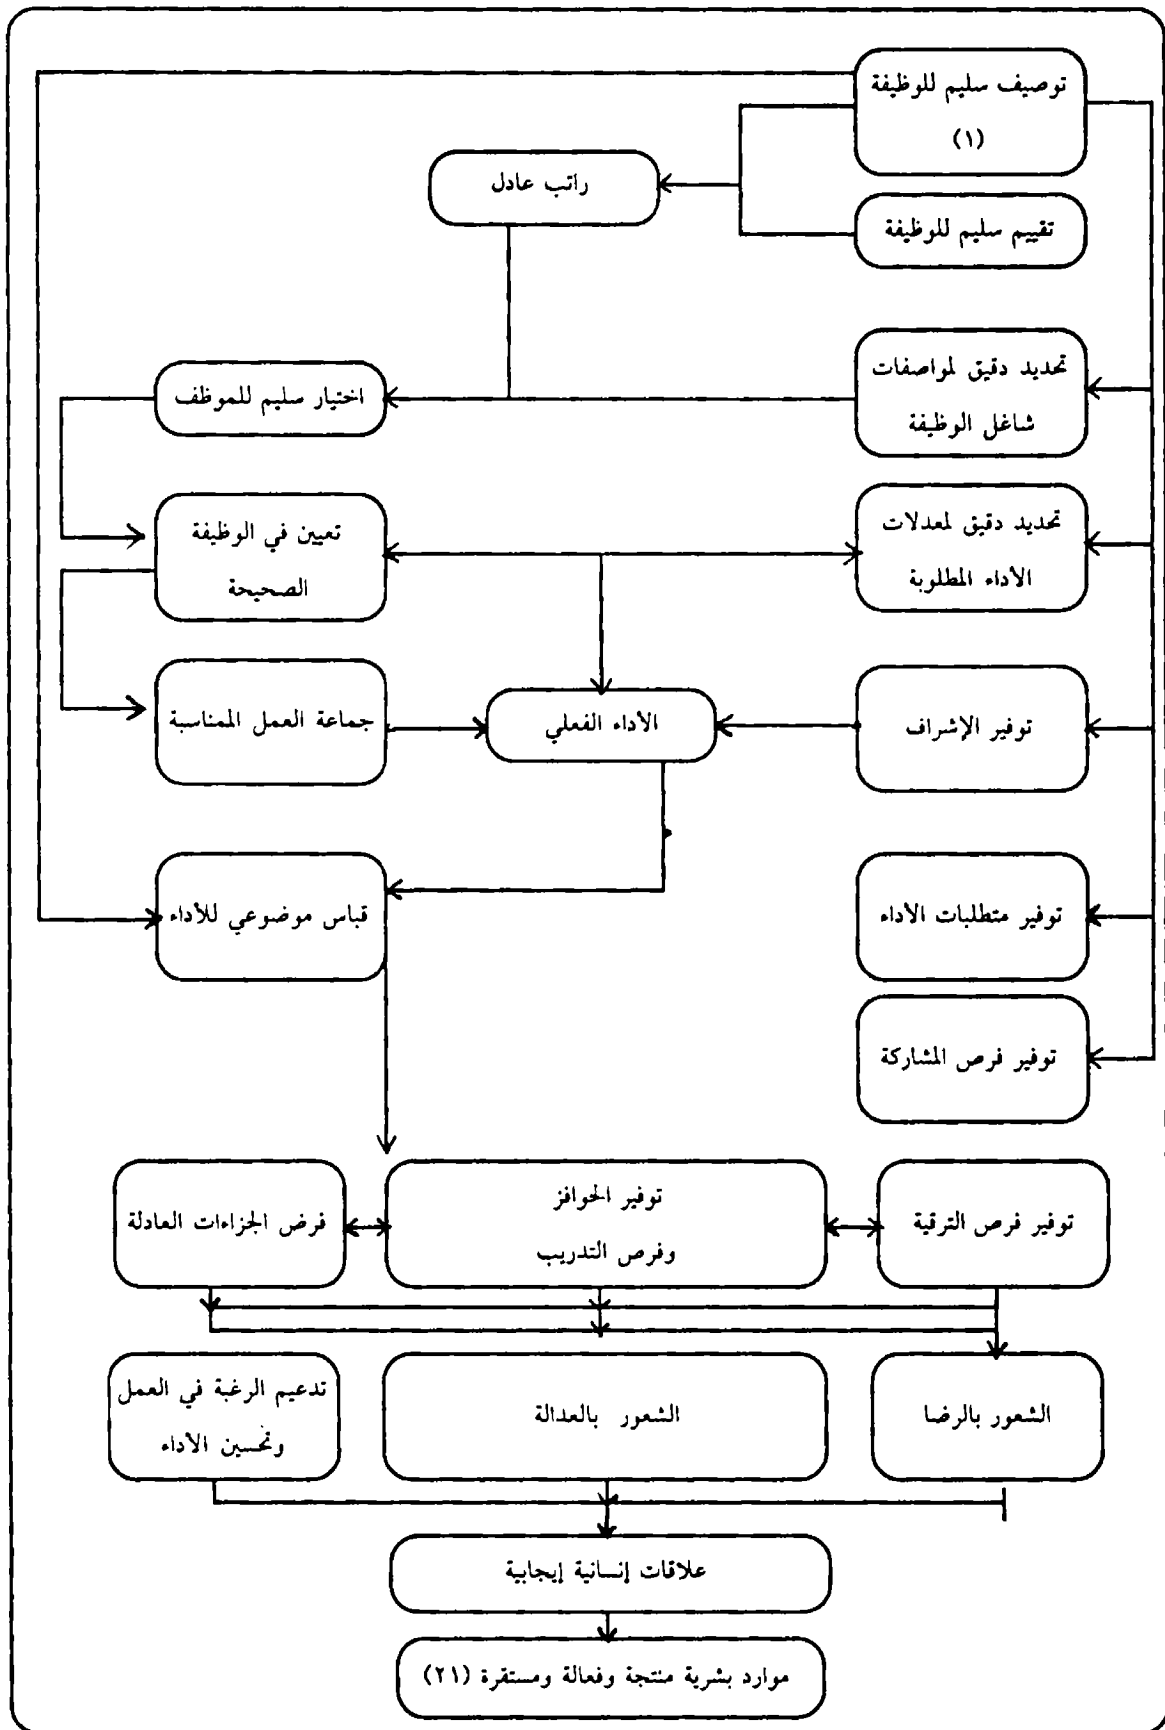 توصيف سليم للوظيفة
(١)
راتب عادل
تقييم سليم للوظيفة
تحديد دقيق لمواصفات
شاغل الوظيفة
اختيار سليم للموظف
تحديد دقيق لمعدلات
الأداء المطلوبة
تعيين في الوظيفة
الصحيحة
توفير الإشراف
الأداء الفعلي
جماعة العمل المناسبة
توفير متطلبات الأداء
قياس موضوعي للأداء
توفير فرص المشاركة
توفير فرص الترقية
توفير الحوافز
وفرص التدريب
فرض الجزاءات العادلة
الشعور بالرضا
الشعور بالعدالة
تدعيم الرغبة في العمل
وتحسين الأداء
علاقات إنسانية إيجابية
موارد بشرية منتجة وفعالة ومستقرة (٢١)